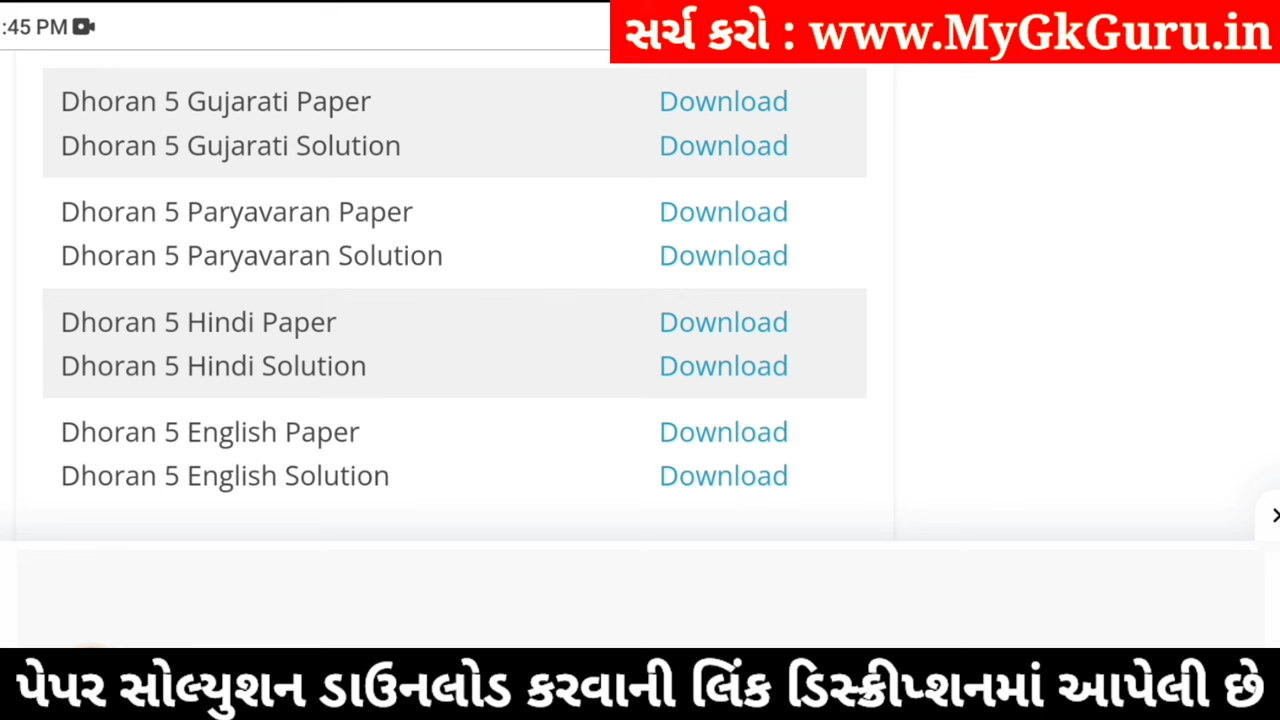 :45 PM
સર્ચ કરો : www.MyGkGuru.in
Dhoran 5 Gujarati Paper Download
Dhoran 5 Gujarati Solution Download
Dhoran 5 Paryavaran Paper Download
Dhoran 5 Paryavaran Solution Download
Dhoran 5 Hindi Paper Download
Dhoran 5 Hindi Solution Download
Dhoran 5 English Paper Download
Dhoran 5 English Solution Download
પેપર સોલ્યુશન ડાઉનલોડ કરવાની લિંક ડિસ્ક્રીપ્શનમાં આપેલી છે